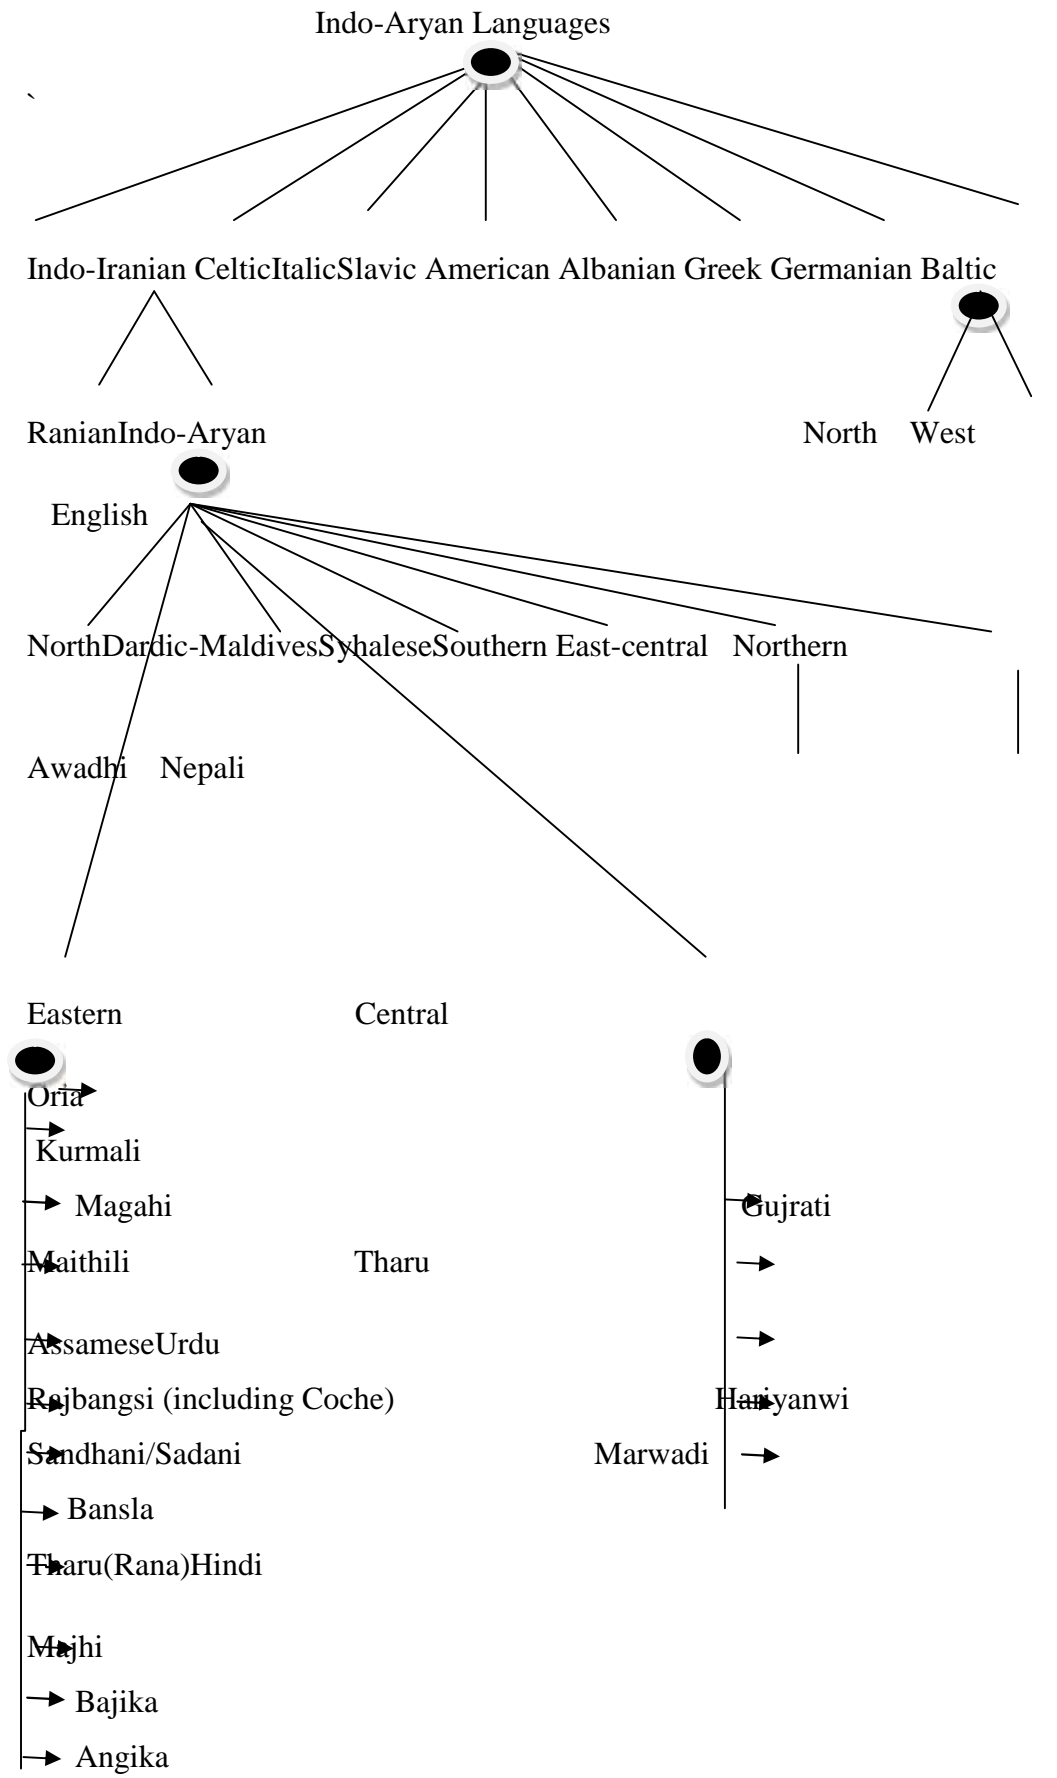 Indo-Aryan Languages
`
Indo-Iranian CelticItalicSlavic American Albanian Greek Germanian Baltic
RanianIndo-Aryan North West
English
NorthDardic-MaldivesSyhaleseSouthern East-central Northern
Awadhi Nepali
Eastern Central
Oria
Kurmali
Magahi Gujrati
Maithili Tharu
AssameseUrdu
Rajbangsi (including Coche) Hariyanwi
Sandhani/Sadani Marwadi
Bansla
Tharu(Rana)Hindi
Majhi
Bajika
Angika